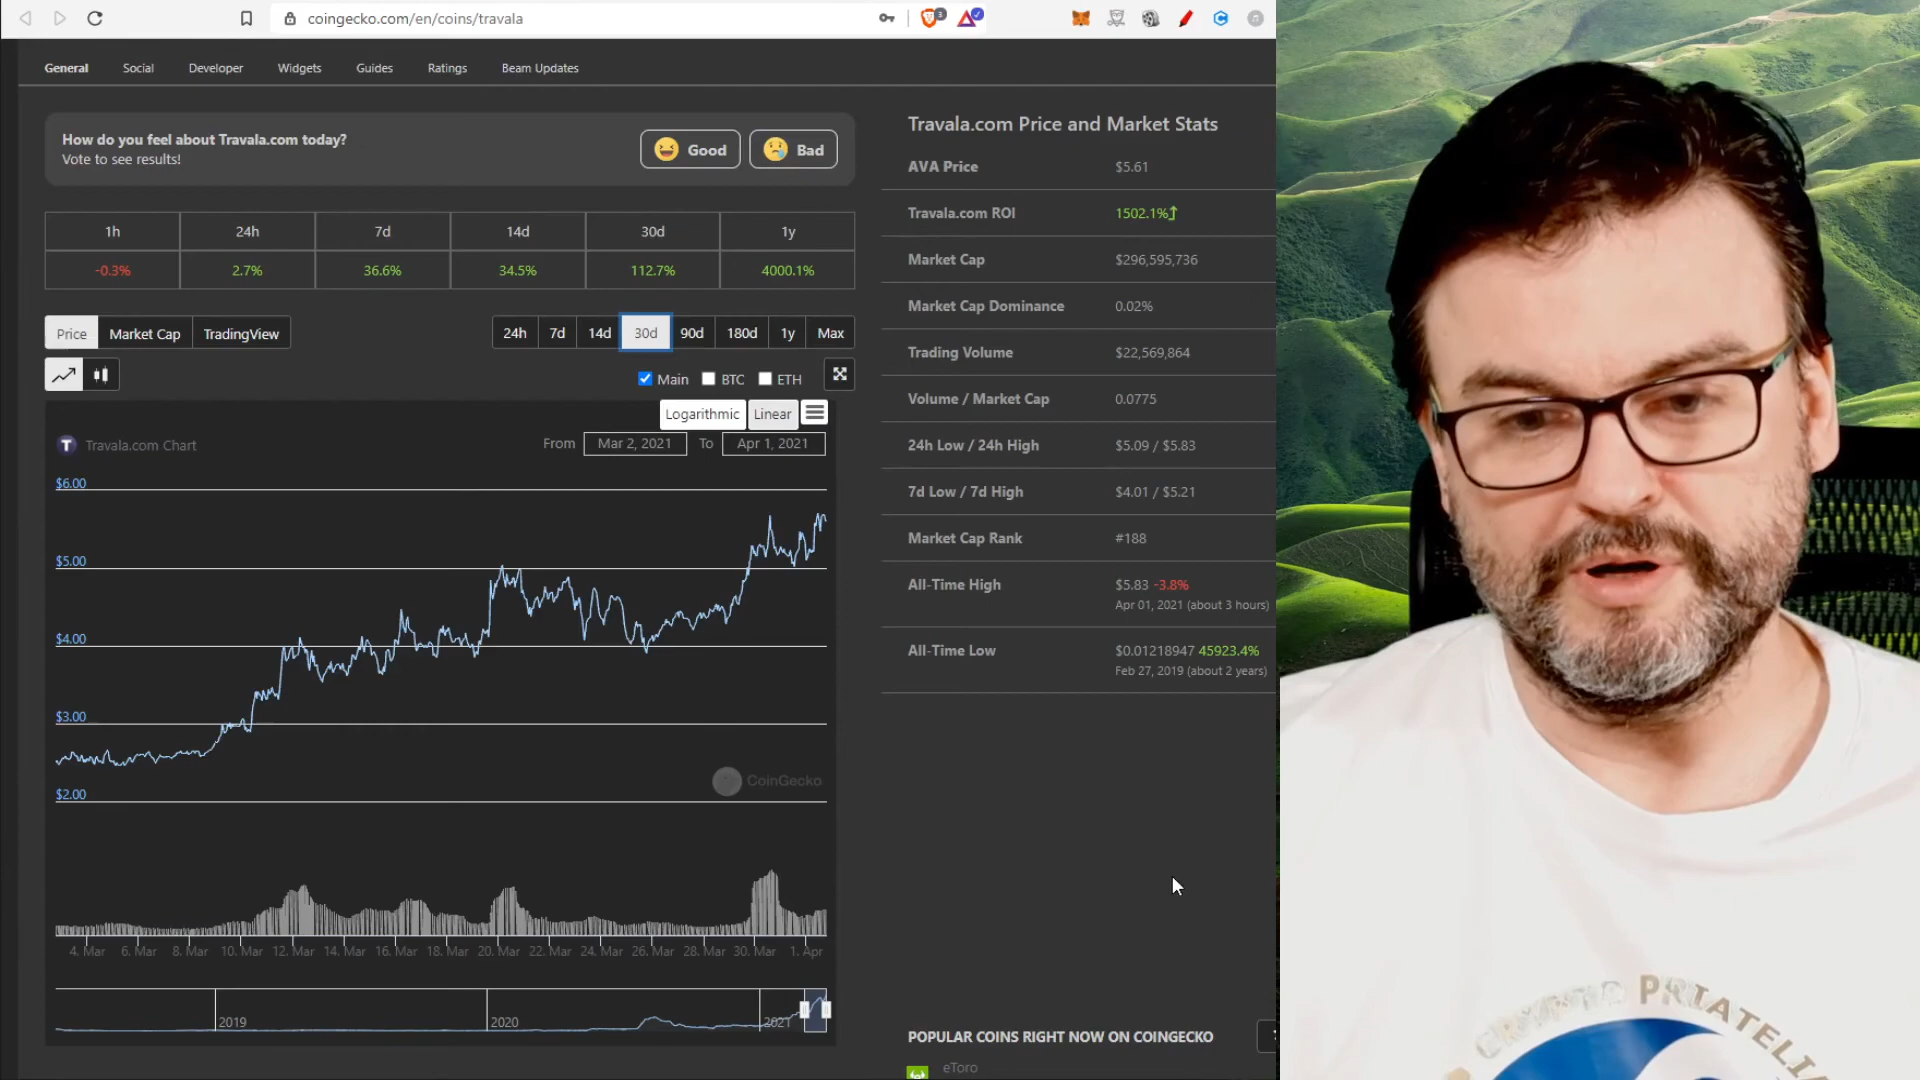 coingecko.com/en/coins/travala
3
General
Social
Developer
Widgets
Guides
Ratings
Beam Updates
How do you feel about Travala.com today?
Vote to see results!
Good
Bad
1h 24h 7d 14d 30d 1y
-0.3% 2.7% 36.6% 34.5% 112.7% 4000.1%
Price Market Cap TradingView
24h 7d 14d 30d 90d 180d 1y Max
Main BTC ETH
Logarithmic Linear
T Travala.com Chart
From Mar 2, 2021 To Apr 1, 2021
$6.00
$5.00
$4.00
$3.00
$2.00
CoinGecko
4. Mar 6. Mar 8. Mar 10. Mar 12. Mar 14. Mar 16. Mar 18. Mar 20. Mar 22. Mar 24. Mar 26. Mar 28. Mar 30. Mar 1. Apr
2019 2020 2021
Travala.com Price and Market Stats
AVA Price $5.61
Travala.com ROI 1502.1%
Market Cap $296,595,736
Market Cap Dominance 0.02%
Trading Volume $22,569,864
Volume / Market Cap 0.0775
24h Low / 24h High $5.09 / $5.83
7d Low / 7d High $4.01 / $5.21
Market Cap Rank #188
All-Time High $5.83 -3.8%
Apr 01, 2021 (about 3 hours)
All-Time Low $0.01218947 45923.4%
Feb 27, 2019 (about 2 years)
POPULAR COINS RIGHT NOW ON COINGECKO
eToro